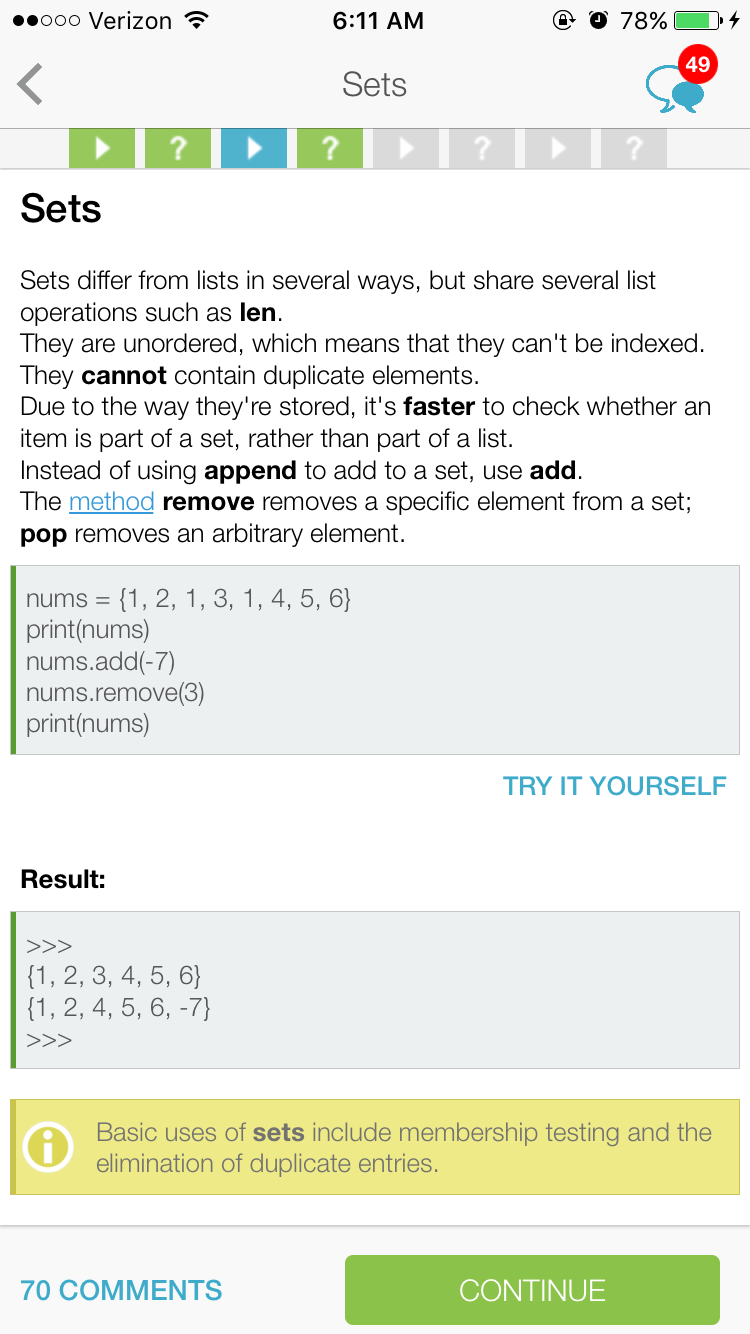 Verizon 6:11 AM 78%
Sets 49
? ? ? ?
Sets
Sets differ from lists in several ways, but share several list
operations such as len.
They are unordered, which means that they can't be indexed.
They cannot contain duplicate elements.
Due to the way they're stored, it's faster to check whether an
item is part of a set, rather than part of a list.
Instead of using append to add to a set, use add.
The method remove removes a specific element from a set;
pop removes an arbitrary element.
nums = {1, 2, 1, 3, 1, 4, 5, 6}
print(nums)
nums.add(-7)
nums.remove(3)
print(nums)
TRY IT YOURSELF
Result:
>>>
{1, 2, 3, 4, 5, 6}
{1, 2, 4, 5, 6, -7}
>>>
Basic uses of sets include membership testing and the
elimination of duplicate entries.
70 COMMENTS CONTINUE